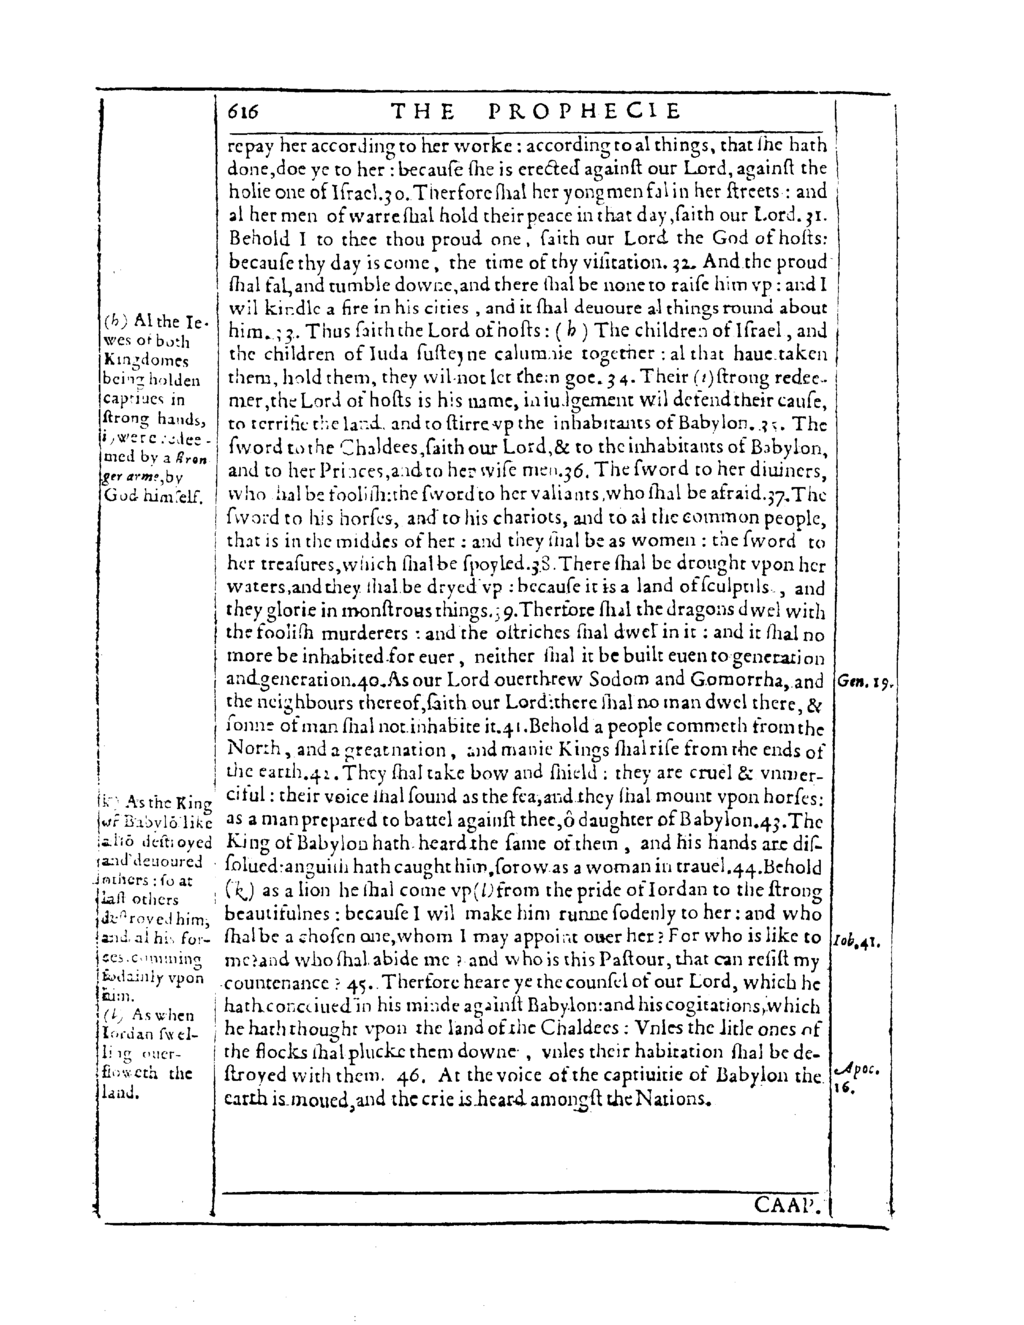 616 THE PROPHECIE
repay her according to her worke : according to al things, that ſhe hath
done, doe ye to her : becauſe ſhe is erected againſt our Lord, againſt the
holie one of Iſrael. 30. Therfore ſhal her yong men fal in her ſtreets : and
al her men of warre ſhal hold their peace in that day, ſaith our Lord. 31.
Behold I to thee thou proud one, ſaith our Lord the God of hoſts:
becauſe thy day is come, the time of thy viſitation. 32. And the proud
ſhal fal, and tumble downe, and there ſhal be none to raiſe him vp : and I
wil kindle a fire in his cities, and it ſhal deuoure al things round about
him. 33. Thus ſaith the Lord of hoſts: (h) The children of Iſrael, and
the children of Iuda ſuſteyne calumnie together : al that haue taken
them, hold them, they wil not let them goe. 34. Their (i) ſtrong redee-
mer, the Lord of hoſts is his name, in iudgement wil defend their cauſe,
to terrifie the land, and to ſtirre vp the inhabitants of Babylon. 35. The
ſword to the Chaldees, ſaith our Lord, & to the inhabitants of Babylon,
and to her Princes, and to her wiſe men. 36. The ſword to her diuiners,
who ſhal be fooliſh: the ſword to her valiants, who ſhal be afraid. 37. The
ſword to his horſes, and to his chariots, and to al the common people,
that is in the middes of her : and they ſhal be as women : the ſword to
her treaſures, which ſhal be ſpoyled. 38. There ſhal be drought vpon her
waters, and they ſhal be dryed vp : becauſe it is a land of ſculptils, and
they glorie in monſtrous things. 39. Therfore ſhal the dragons dwel with
the fooliſh murderers : and the oſtriches ſhal dwel in it : and it ſhal no
more be inhabited for euer, neither ſhal it be built euen to generation
and generation. 40. As our Lord ouerthrew Sodom and Gomorrha, and
the neighbours thereof, ſaith our Lord: there ſhal no man dwel there, &
ſonne of man ſhal not inhabite it. 41. Behold a people commeth from the
North, and a great nation, and manie Kings ſhal riſe from the ends of
the earth. 42. They ſhal take bow and ſhield : they are cruel & vnmer-
ciful : their voice ſhal ſound as the ſea, and they ſhal mount vpon horſes:
as a man prepared to battel againſt thee, ô daughter of Babylon. 43. The
King of Babylon hath heard the ſame of them, and his hands are diſ-
ſolued: anguiſh hath caught him, ſorow as a woman in trauel. 44. Behold
(k) as a lion he ſhal come vp (l) from the pride of Iordan to the ſtrong
beautifulnes : becauſe I wil make him runne ſodenly to her : and who
ſhal be a choſen one, whom I may appoint ouer her? For who is like to
me? and who ſhal abide me ? and who is this Paſtour, that can reſiſt my
countenance ? 45. Therfore heare ye the counſel of our Lord, which he
hath conceiued in his minde againſt Babylon: and his cogitations, which
he hath thought vpon the land of the Chaldees : Vnles the litle ones of
the flocks ſhal plucke them downe, vnles their habitation ſhal be de-
ſtroyed with them. 46. At the voice of the captiuitie of Babylon the
earth is moued, and the crie is heard amongſt the Nations.
CAAP.
(h) Al the Ie-
wes of both
Kingdomes
being holden
captiues in
ſtrong hands,
(i) were redee-
med by a ſtron
ger arme, by
God himſelf.
(k) As the King
of Babylõ like
alſo deſtroyed
and deuoured
others : ſo at
laſt others
deſtroyed him,
and al his for-
ces, comming
ſodainly vpon
him.
(l) As when
Iordan ſwel-
ling ouer-
floweth the
land.
Gen. 19.
Iob. 41.
Apoc.
16.